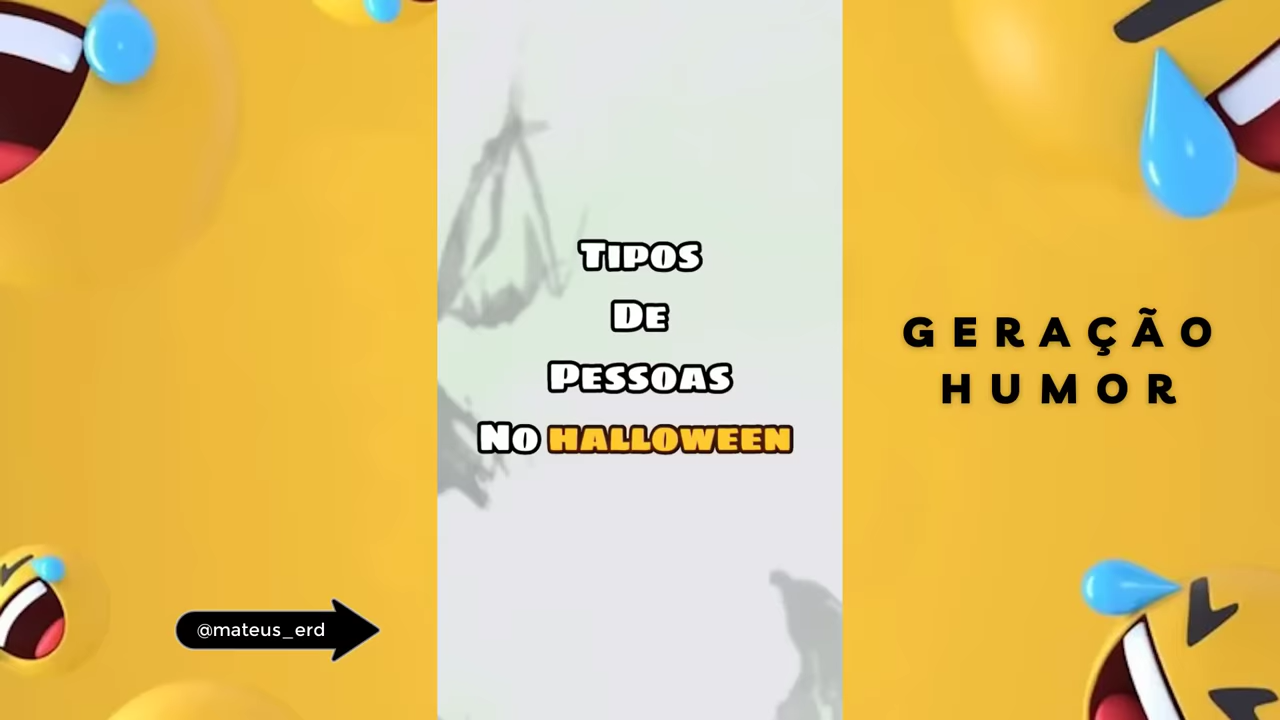 Tipos
De
Pessoas
No Halloween
GERAÇÃO
HUMOR
@mateus_erd